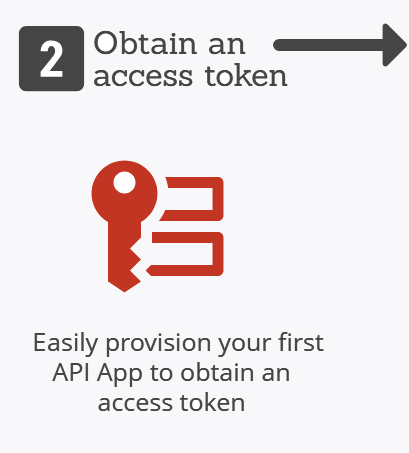 2
Obtain an
access token
Easily provision your first
API App to obtain an
access token